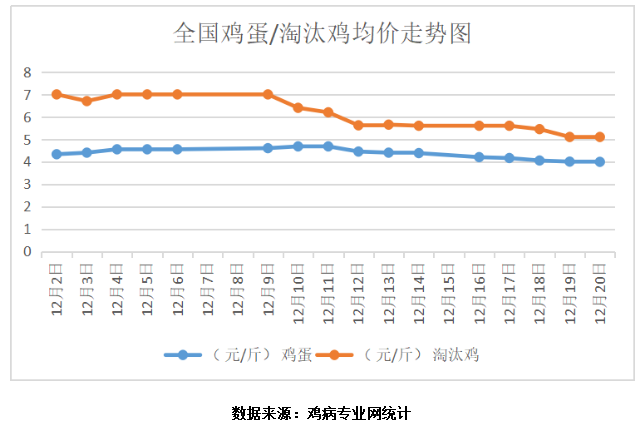 全国鸡蛋/淘汰鸡均价走势图
8
7
6
5
4
3
2
1
0
12月2日
12月3日
12月4日
12月5日
12月6日
12月7日
12月8日
12月9日
12月10日
12月11日
12月12日
12月13日
12月14日
12月15日
12月16日
12月17日
12月18日
12月19日
12月20日
（元/斤） 鸡蛋 （元/斤） 淘汰鸡
数据来源：鸡病专业网统计